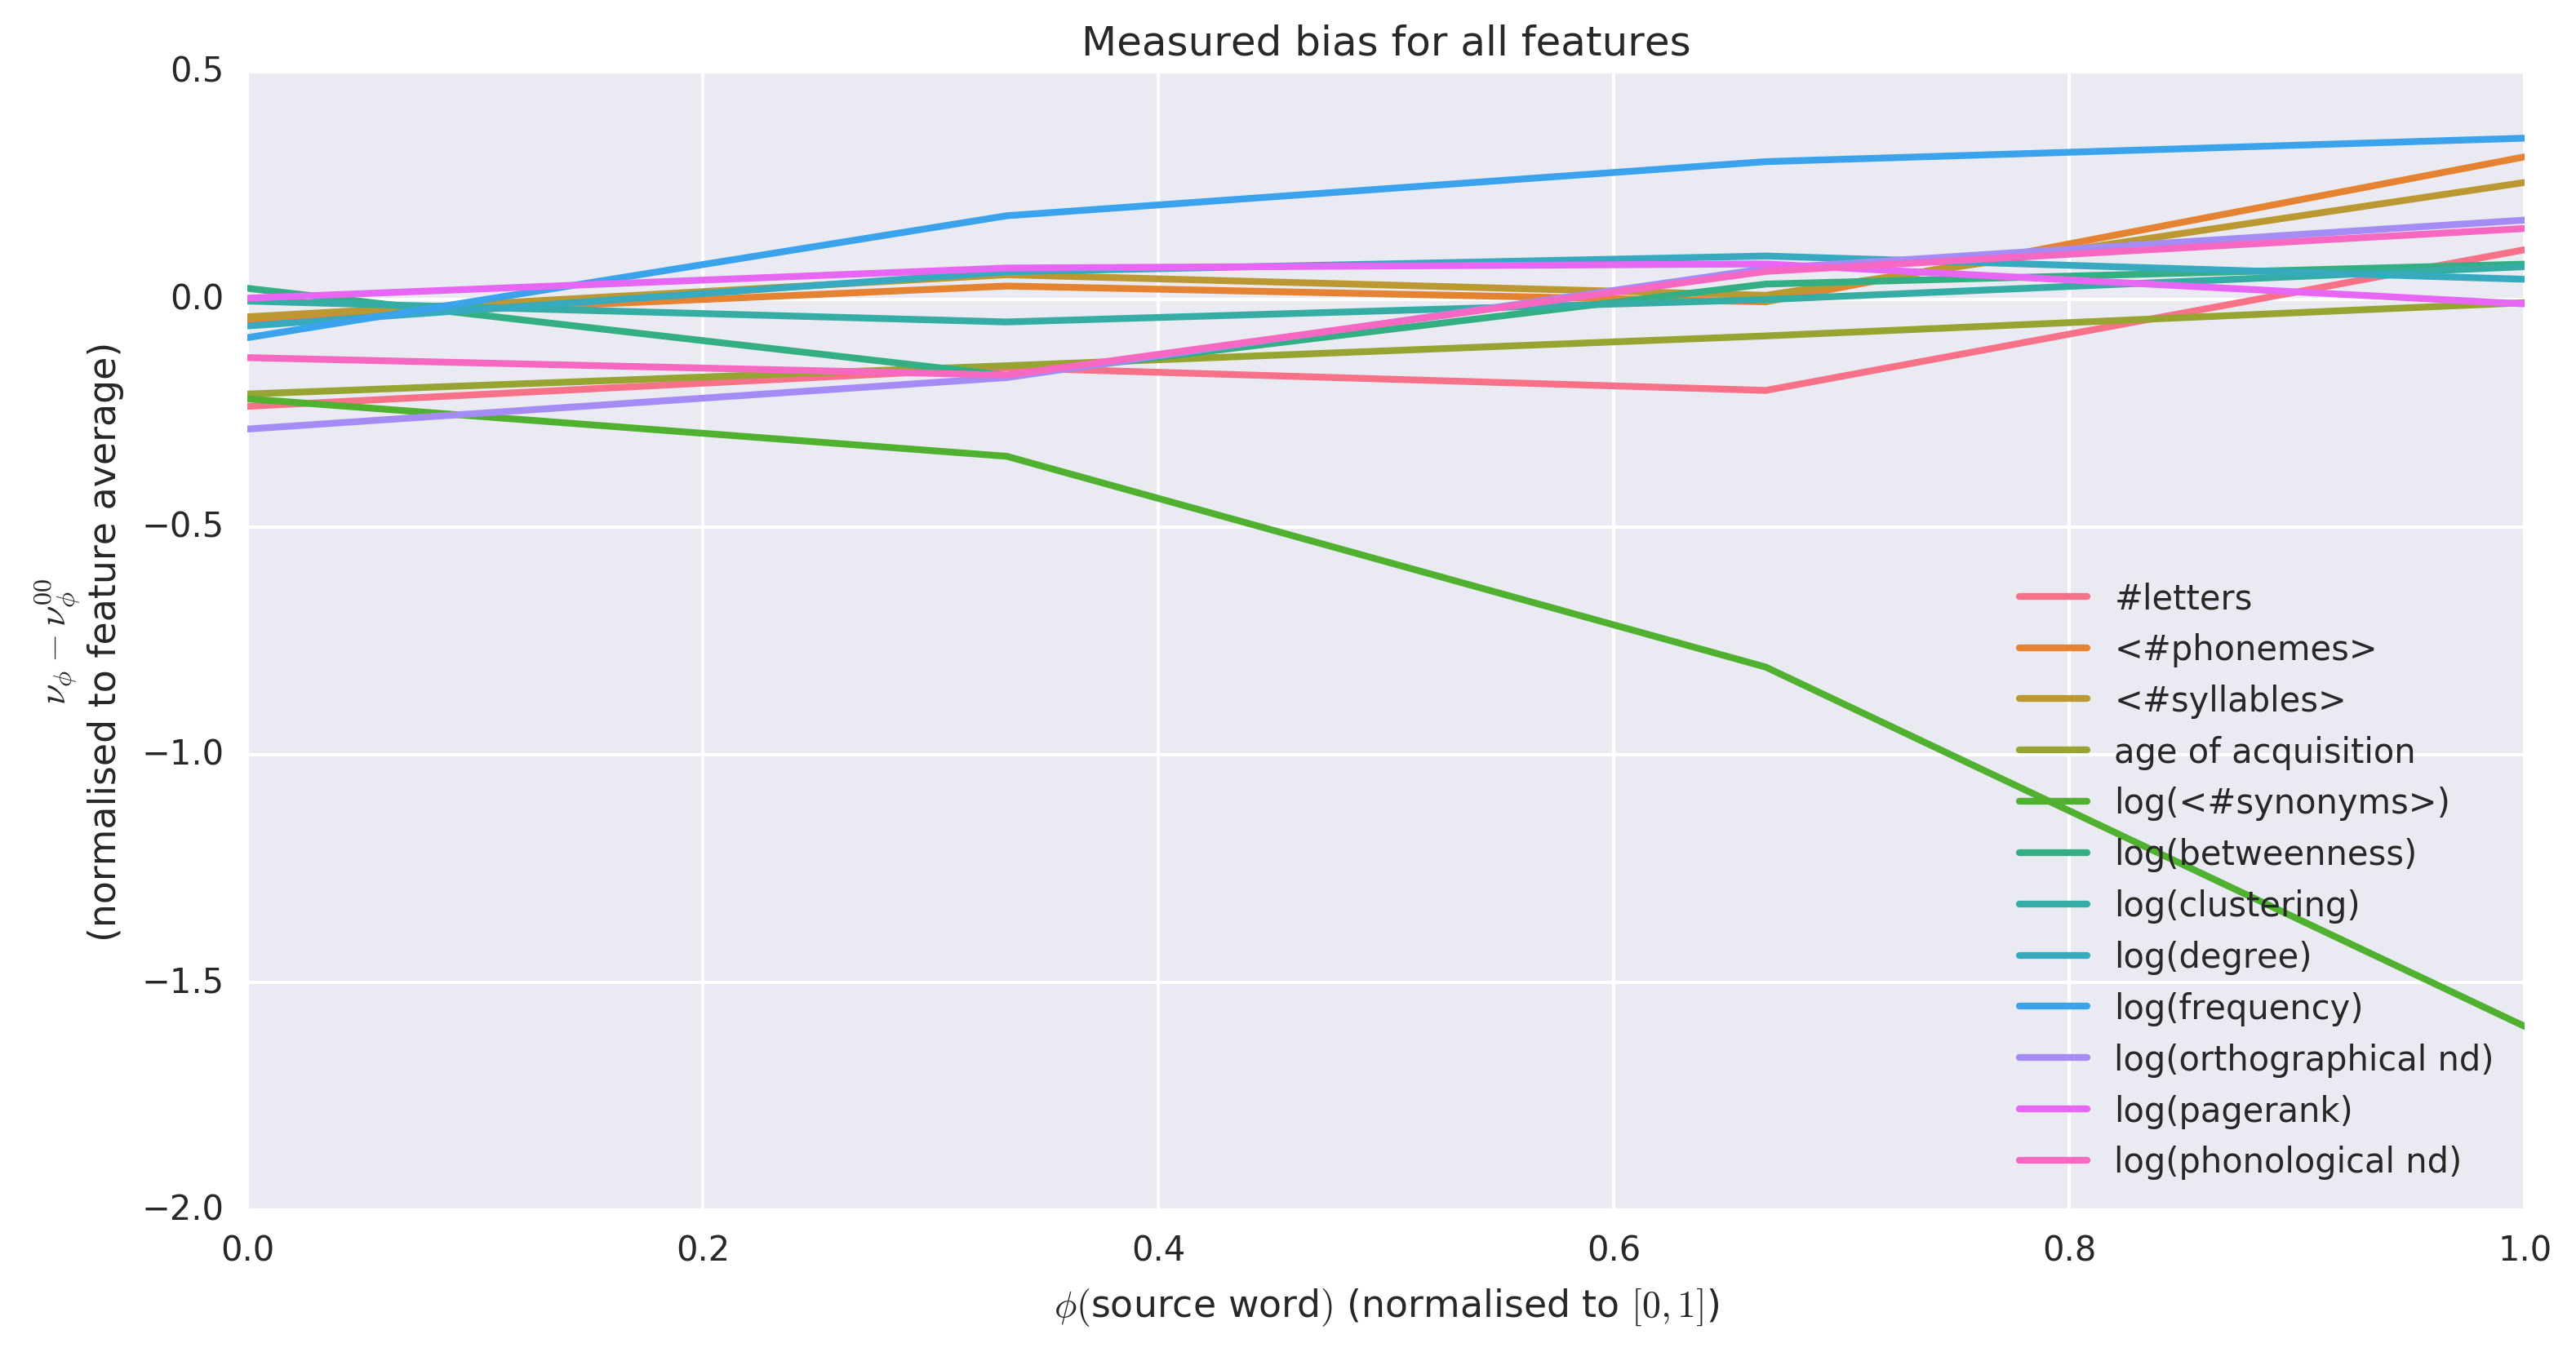 Measured bias for all features
0.5
0.0
−0.5
−1.0
−1.5
−2.0
0.0 0.2 0.4 0.6 0.8 1.0
ϕ(source word) (normalised to [0, 1])
ν_ϕ − ν_ϕ^00
(normalised to feature average)
#letters
<#phonemes>
<#syllables>
age of acquisition
log(<#synonyms>)
log(betweenness)
log(clustering)
log(degree)
log(frequency)
log(orthographical nd)
log(pagerank)
log(phonological nd)